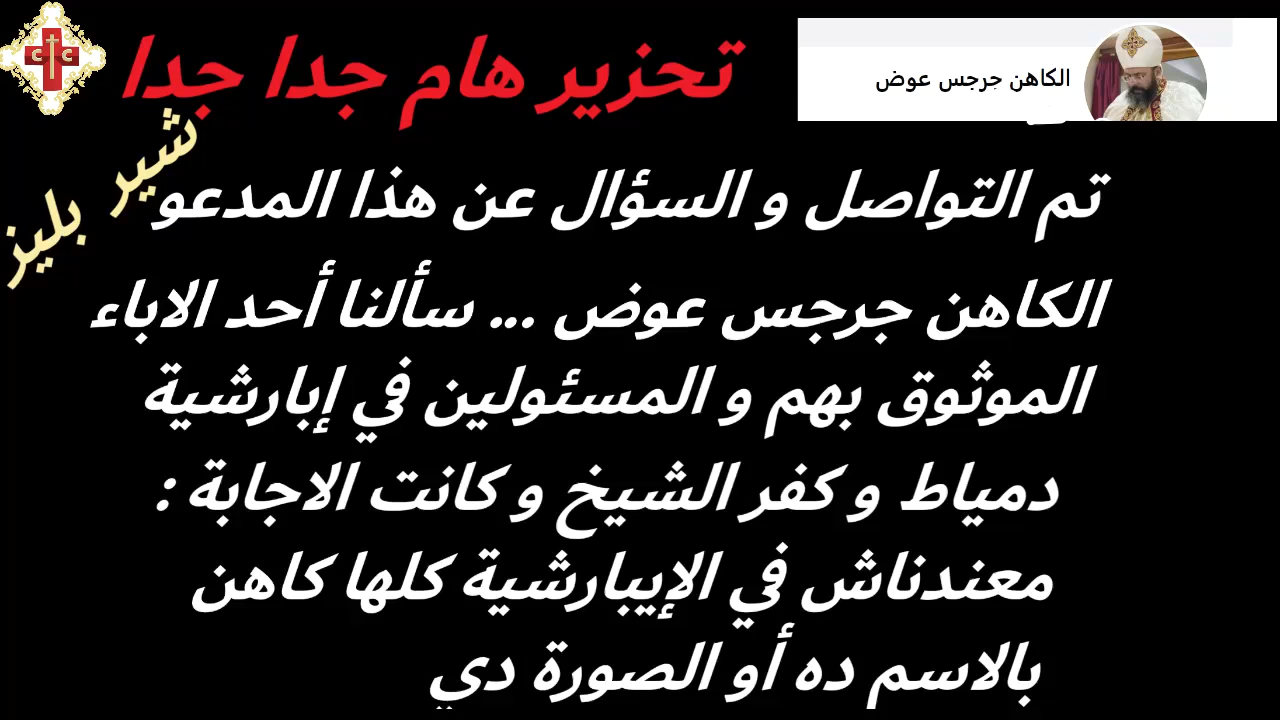 تحزير هام جدا جدا
الكاهن جرجس عوض
شير بليز
تم التواصل و السؤال عن هذا المدعو
الكاهن جرجس عوض ... سألنا أحد الاباء
الموثوق بهم و المسئولين في إبارشية
دمياط و كفر الشيخ و كانت الاجابة :
معندناش في الإيبارشية كلها كاهن
بالاسم ده أو الصورة دي
CTC